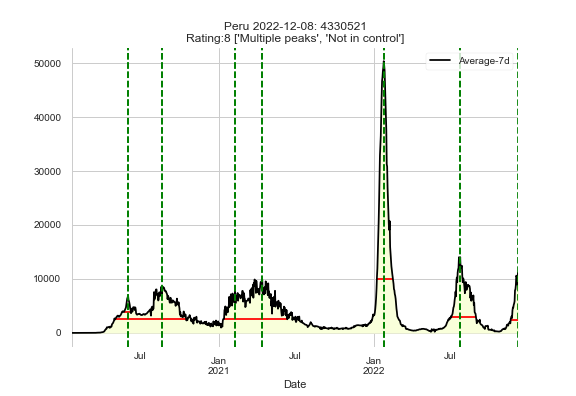 Peru 2022-12-08: 4330521
Rating:8 ['Multiple peaks', 'Not in control']
Average-7d
50000
40000
30000
20000
10000
0
Jul
Jan
2021
Jul
Jan
2022
Jul
Date